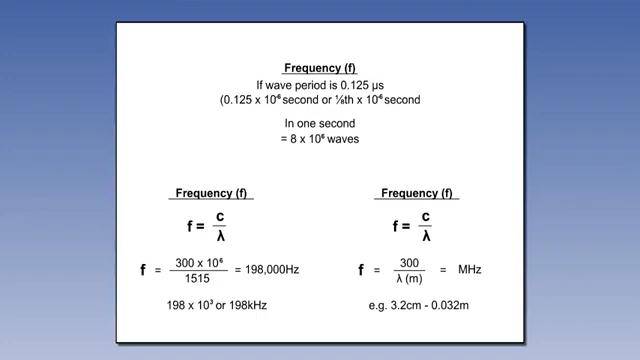 Frequency (f)
If wave period is 0.125 µs
(0.125 x 10⁻⁶ second or ⅛th x 10⁻⁶ second
In one second
= 8 x 10⁶ waves
Frequency (f)
f = c / λ
f = 300 x 10⁶ / 1515 = 198,000Hz
198 x 10³ or 198kHz
Frequency (f)
f = c / λ
f = 300 / λ (m) = MHz
e.g. 3.2cm - 0.032m